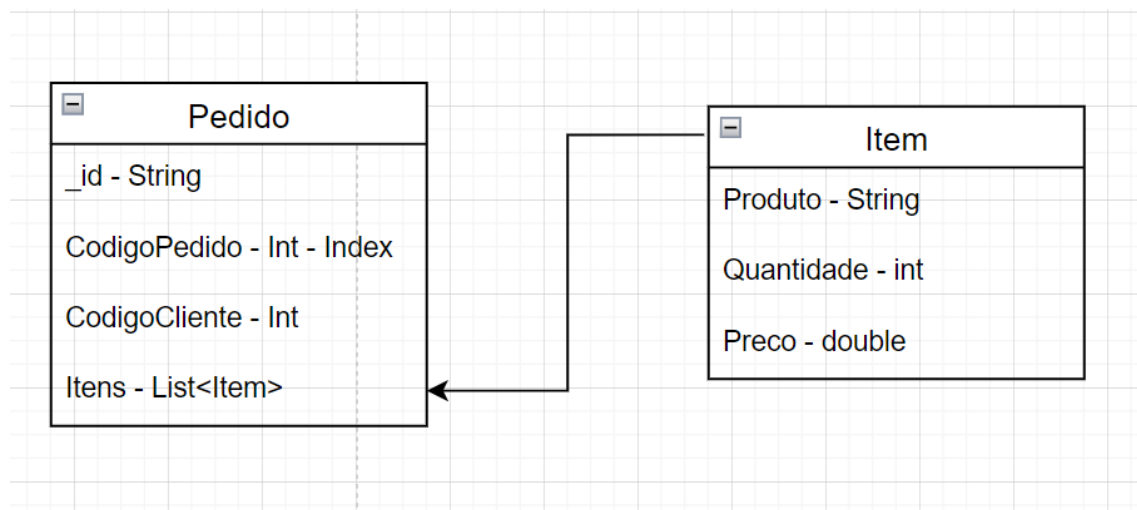 Pedido
_id - String
CodigoPedido - Int - Index
CodigoCliente - Int
Itens - List<Item>
Item
Produto - String
Quantidade - int
Preco - double